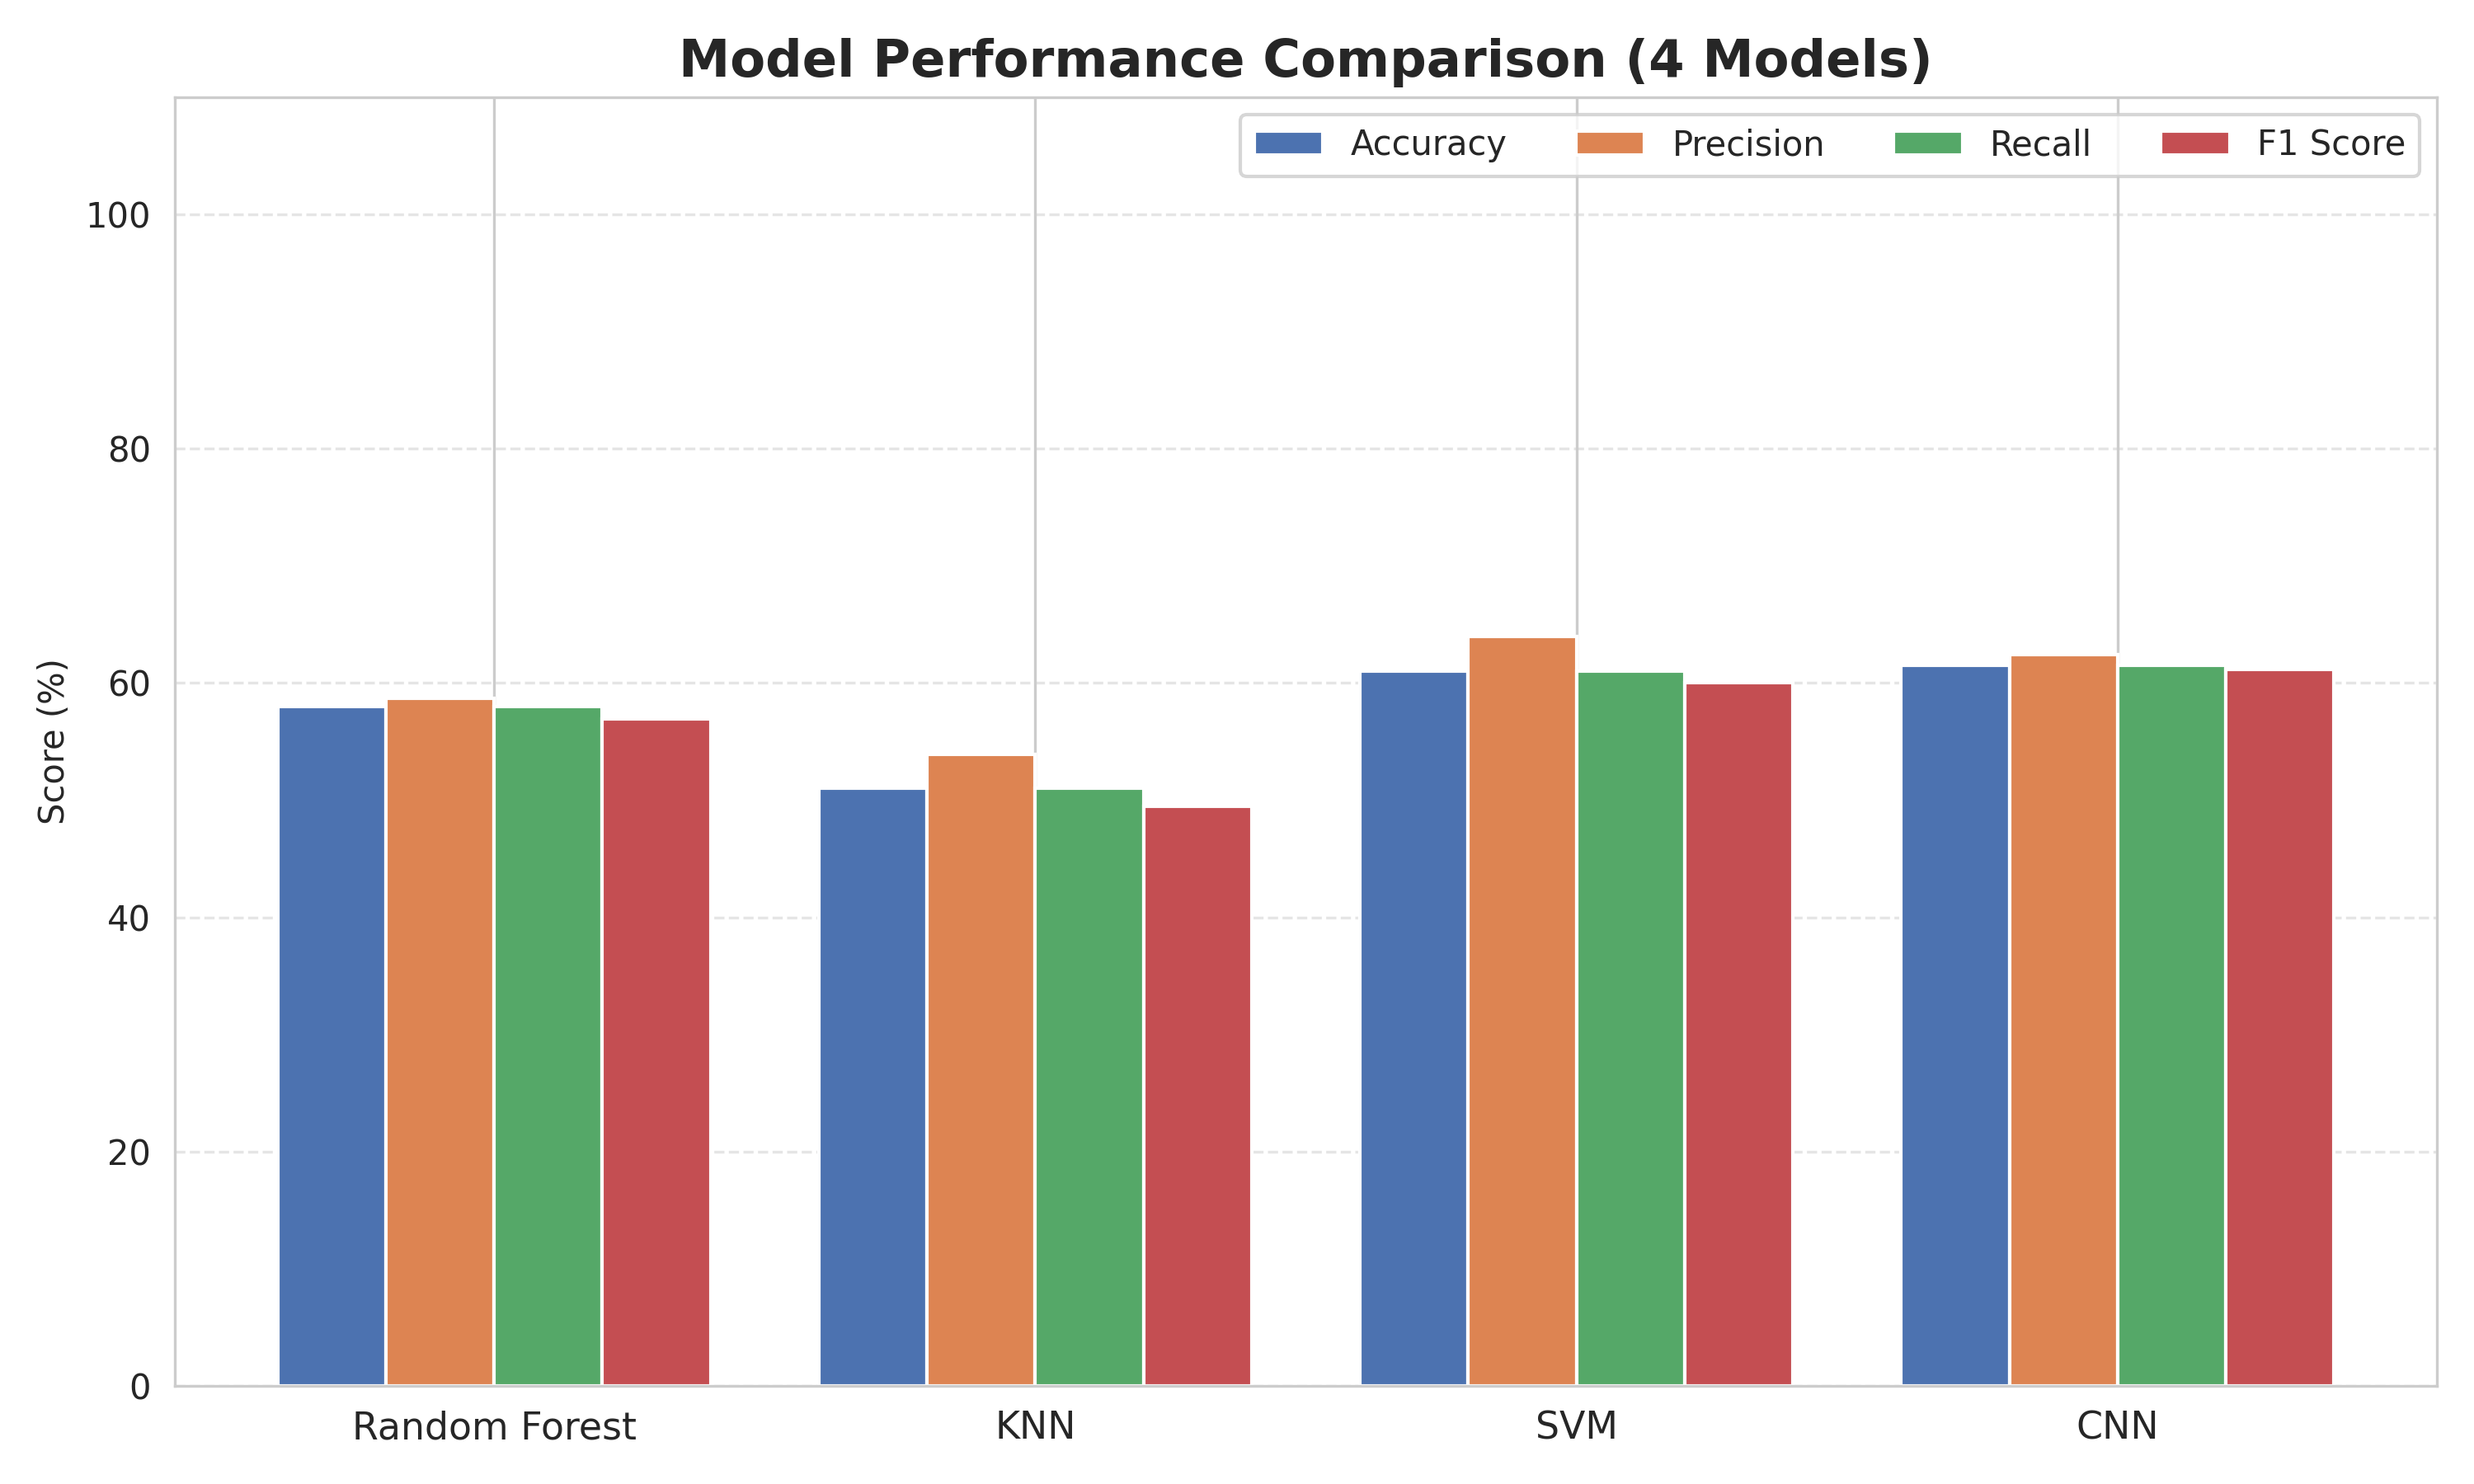 Model Performance Comparison (4 Models)
Accuracy Precision Recall F1 Score
Score (%)
100
80
60
40
20
0
Random Forest KNN SVM CNN